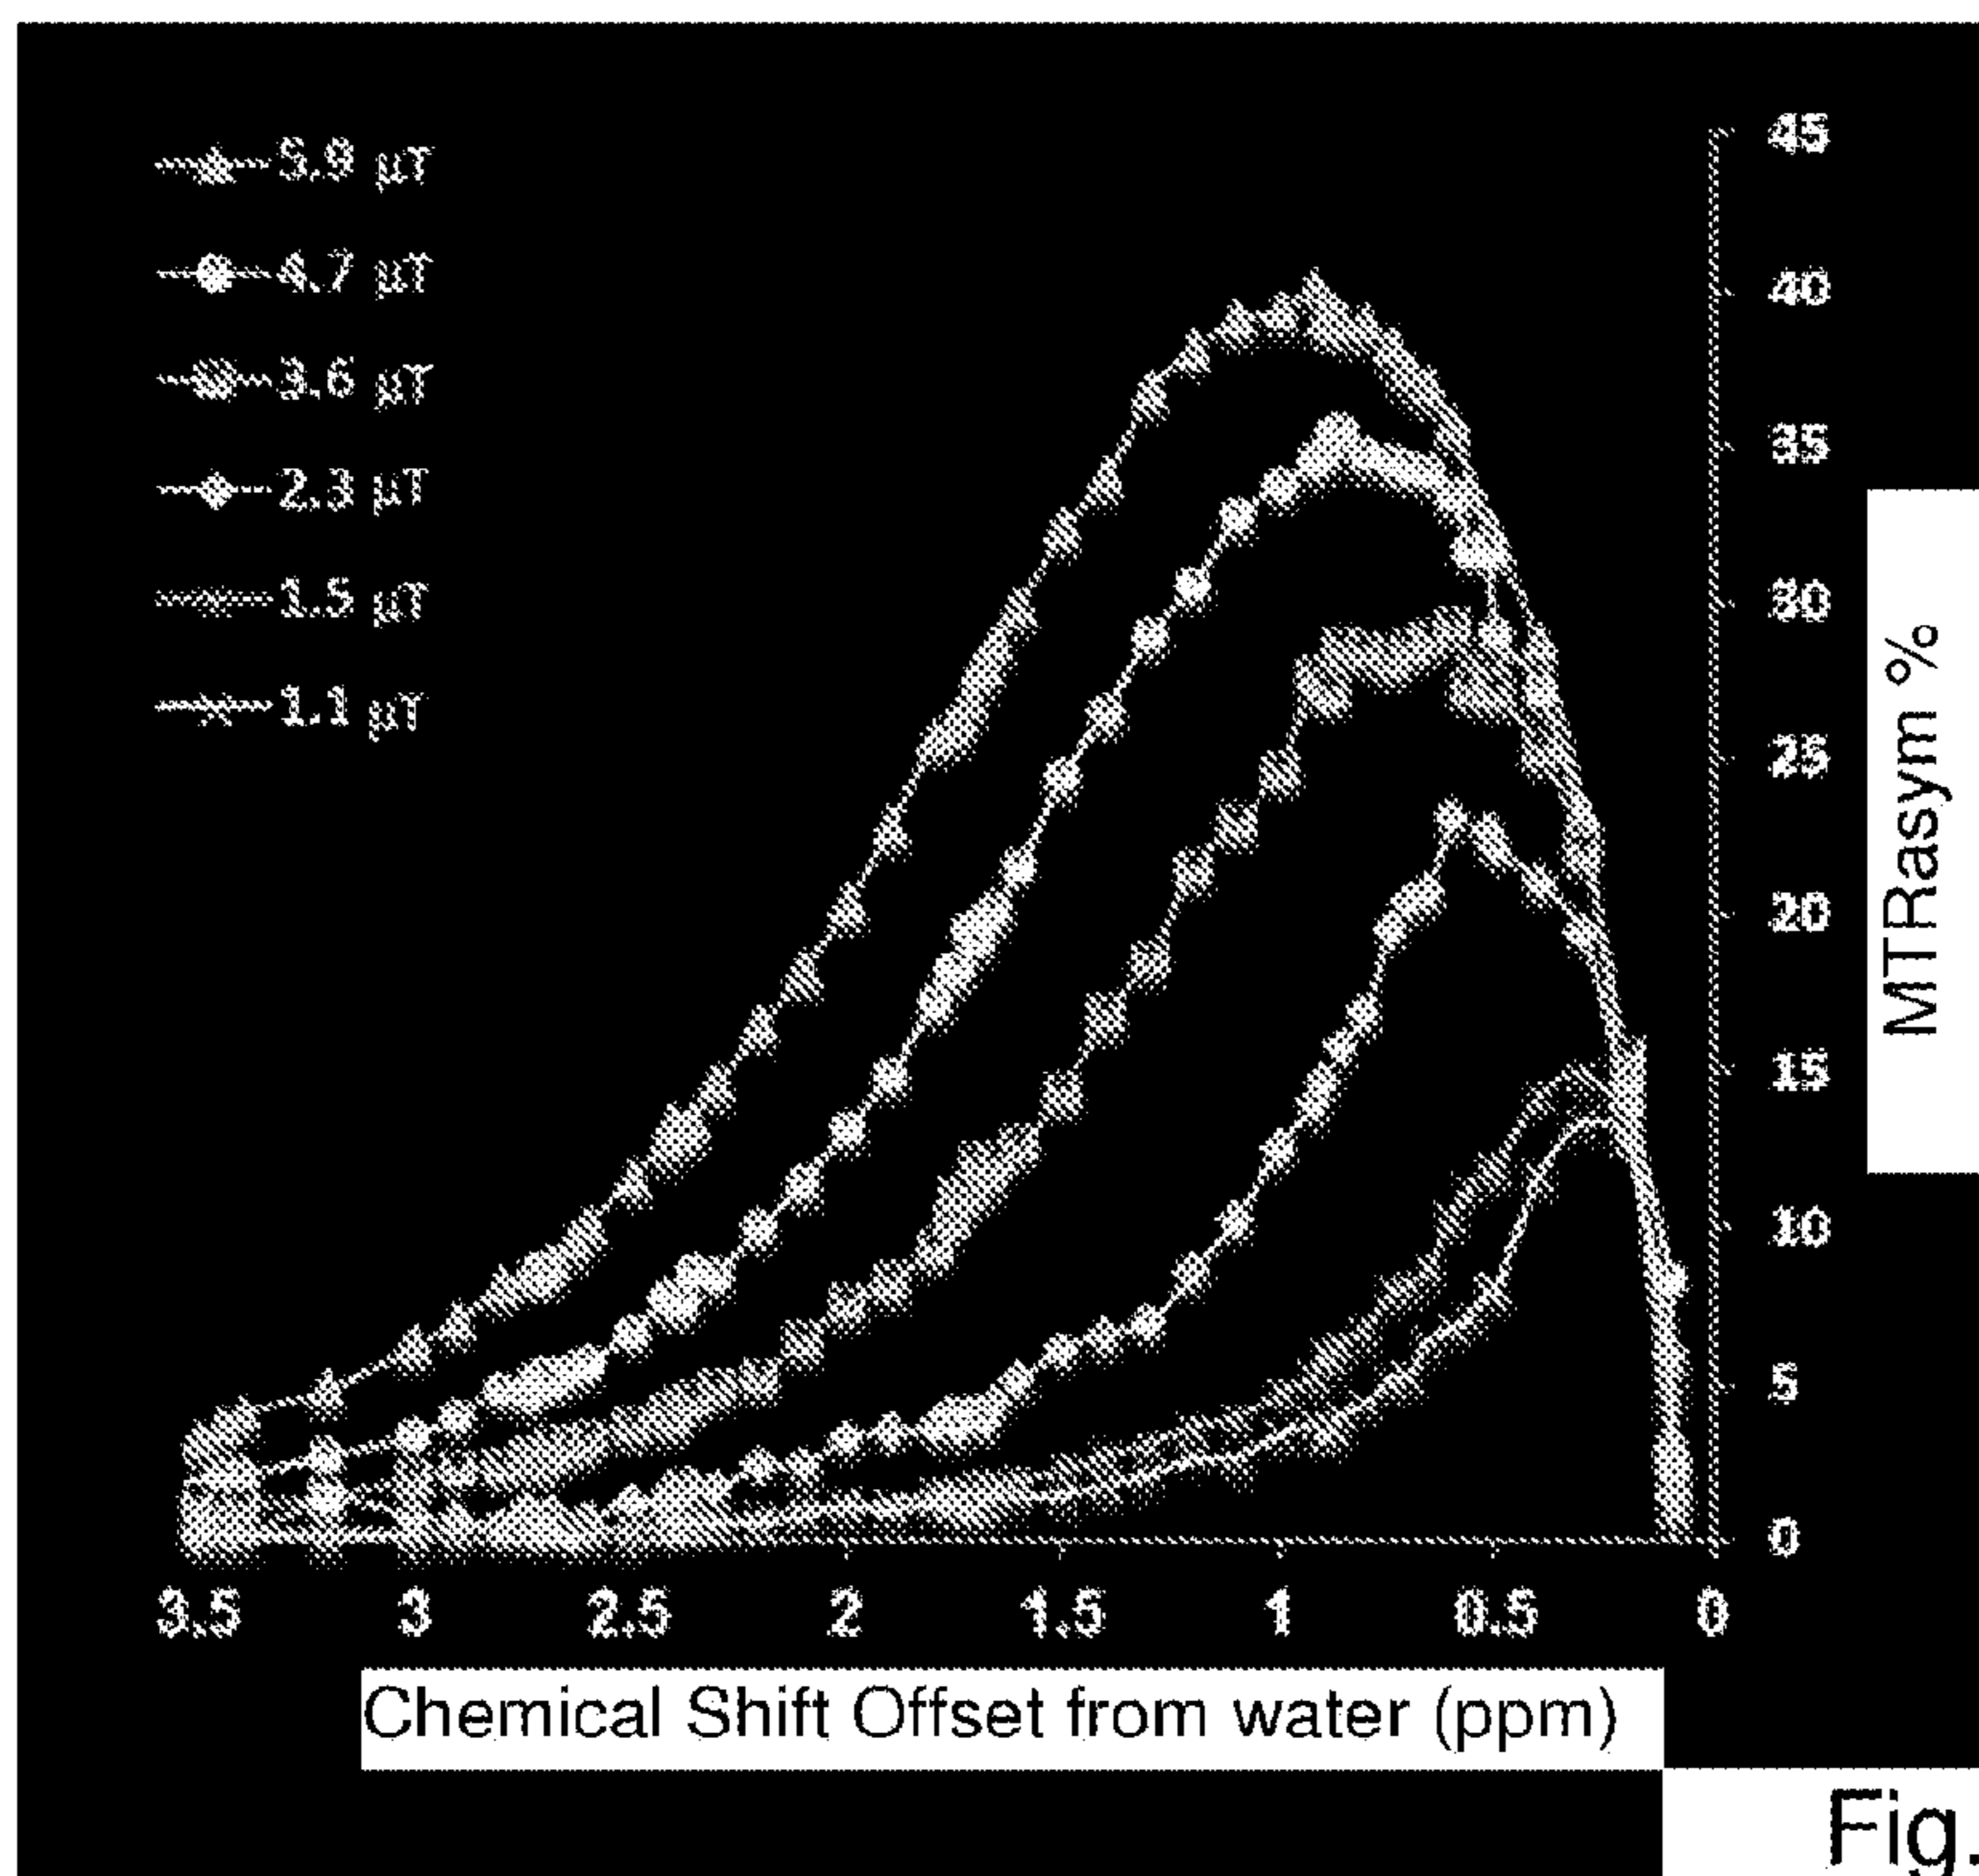 5.9 µT
4.7 µT
3.6 µT
2.3 µT
1.5 µT
1.1 µT
45
40
35
30
25
20
15
10
5
0
MTRasym %
3.5 3 2.5 2 1.5 1 0.5 0
Chemical Shift Offset from water (ppm)
Fig.